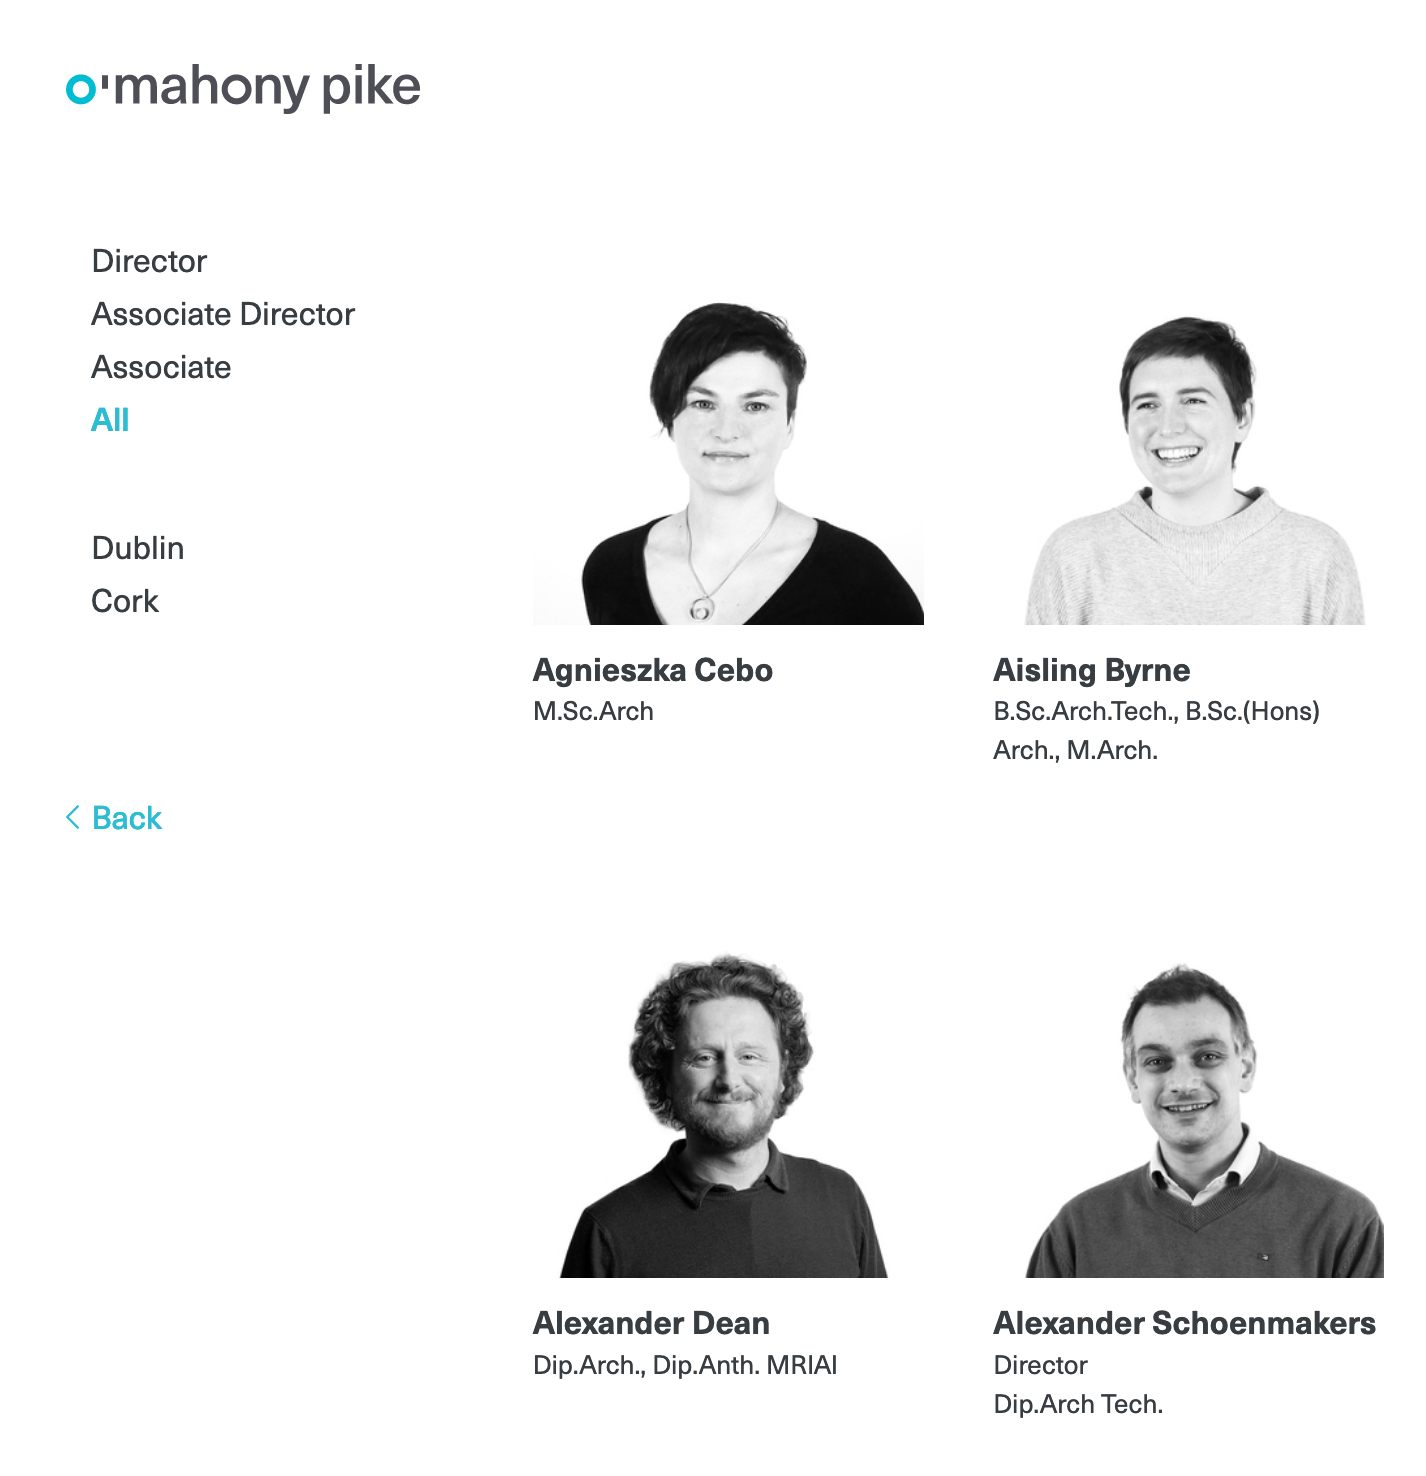 o'mahony pike
Director
Associate Director
Associate
All
Dublin
Cork
Back
Agnieszka Cebo
M.Sc.Arch
Aisling Byrne
B.Sc.Arch.Tech., B.Sc.(Hons)
Arch., M.Arch.
Alexander Dean
Dip.Arch., Dip.Anth. MRIAI
Alexander Schoenmakers
Director
Dip.Arch Tech.